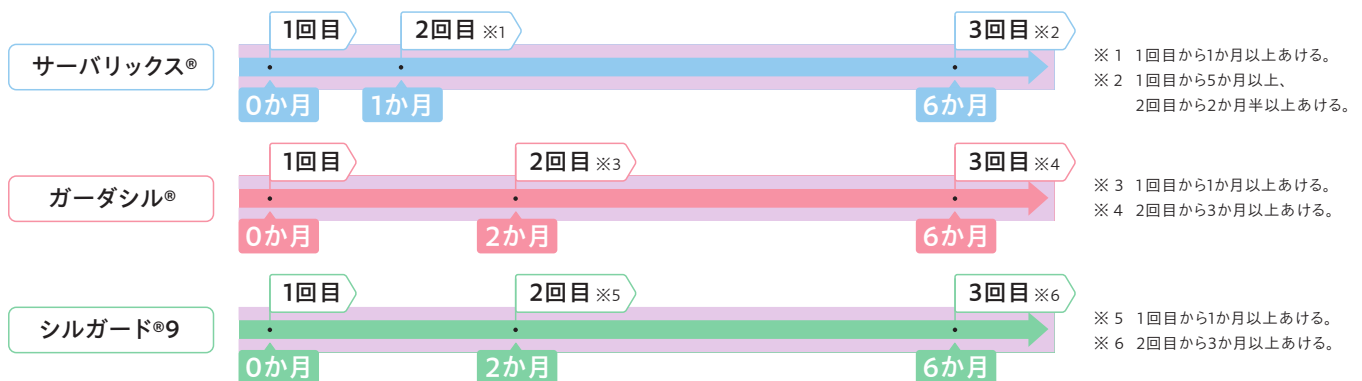 1回目 2回目 ※1 3回目 ※2
サーバリックス®
0か月 1か月 6か月
※1 1回目から1か月以上あける。
※2 1回目から5か月以上、
2回目から2か月半以上あける。
1回目 2回目 ※3 3回目 ※4
ガーダシル®
0か月 2か月 6か月
※3 1回目から1か月以上あける。
※4 2回目から3か月以上あける。
1回目 2回目 ※5 3回目 ※6
シルガード®9
0か月 2か月 6か月
※5 1回目から1か月以上あける。
※6 2回目から3か月以上あける。